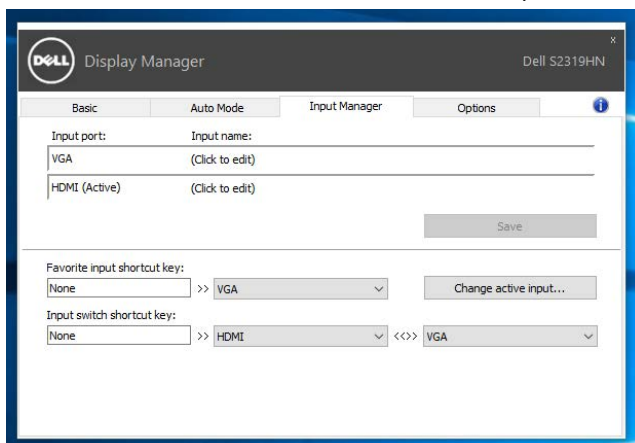 DELL Display Manager
x
Dell S2319HN
Basic Auto Mode Input Manager Options i
Input port: Input name:
VGA (Click to edit)
HDMI (Active) (Click to edit)
Save
Favorite input shortcut key:
None >> VGA Change active input...
Input switch shortcut key:
None >> HDMI <<>> VGA